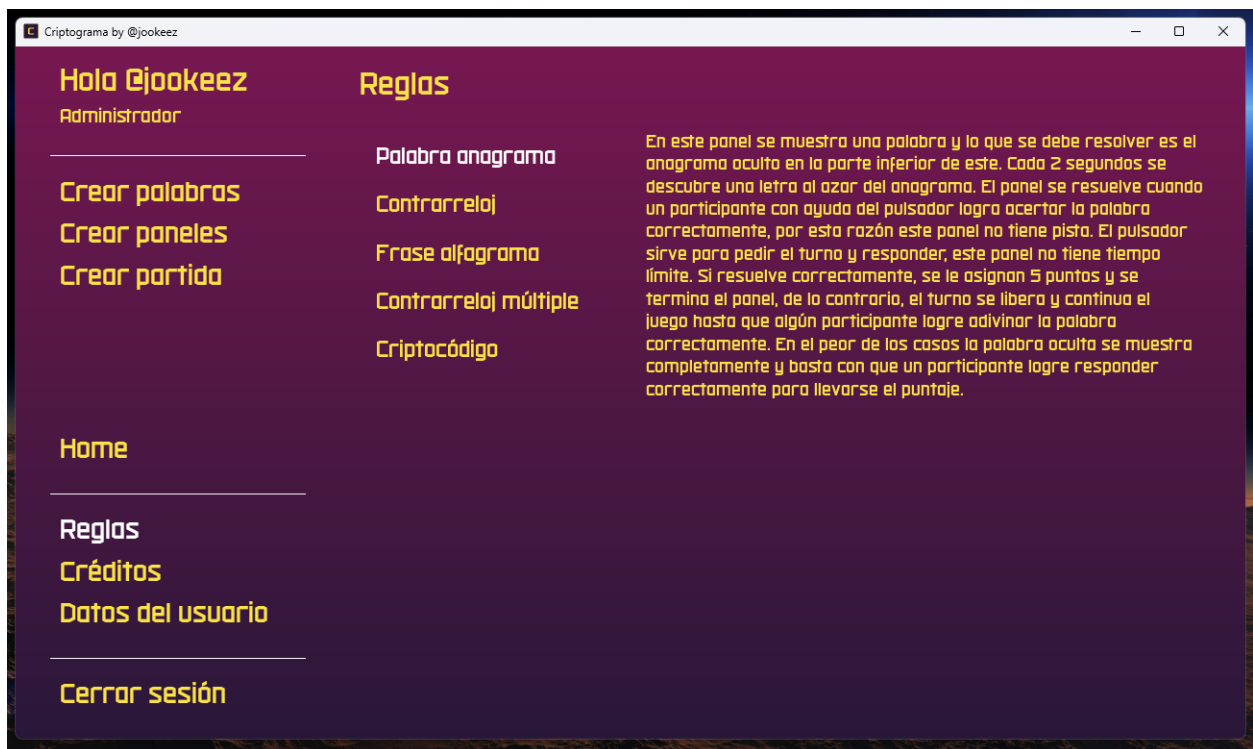 Criptograma by @jookeez
Hola @jookeez
Administrador
Crear palabras
Crear paneles
Crear partida
Home
Reglas
Créditos
Datos del usuario
Cerrar sesión
Reglas
Palabra anagrama
Contrarreloj
Frase alfagrama
Contrarreloj múltiple
Criptocódigo
En este panel se muestra una palabra y lo que se debe resolver es el
anagrama oculto en la parte inferior de este. Cada 2 segundos se
descubre una letra al azar del anagrama. El panel se resuelve cuando
un participante con ayuda del pulsador logra acertar la palabra
correctamente, por esta razón este panel no tiene pista. El pulsador
sirve para pedir el turno y responder, este panel no tiene tiempo
límite. Si resuelve correctamente, se le asignan 5 puntos y se
termina el panel, de lo contrario, el turno se libera y continua el
juego hasta que algún participante logre adivinar la palabra
correctamente. En el peor de los casos la palabra oculta se muestra
completamente y basta con que un participante logre responder
correctamente para llevarse el puntaje.